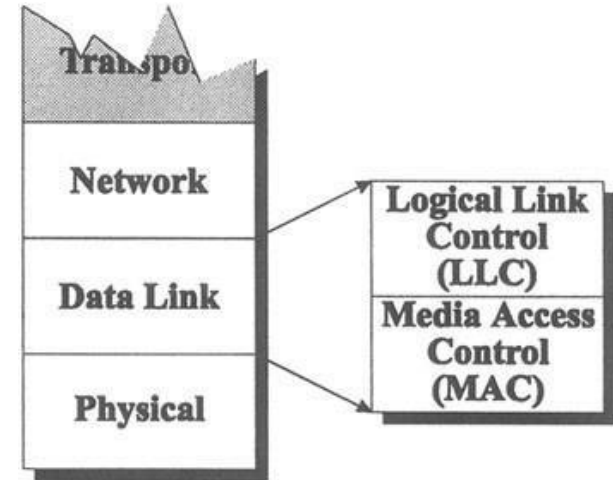 Network
Data Link
Physical
Logical Link
Control
(LLC)
Media Access
Control
(MAC)